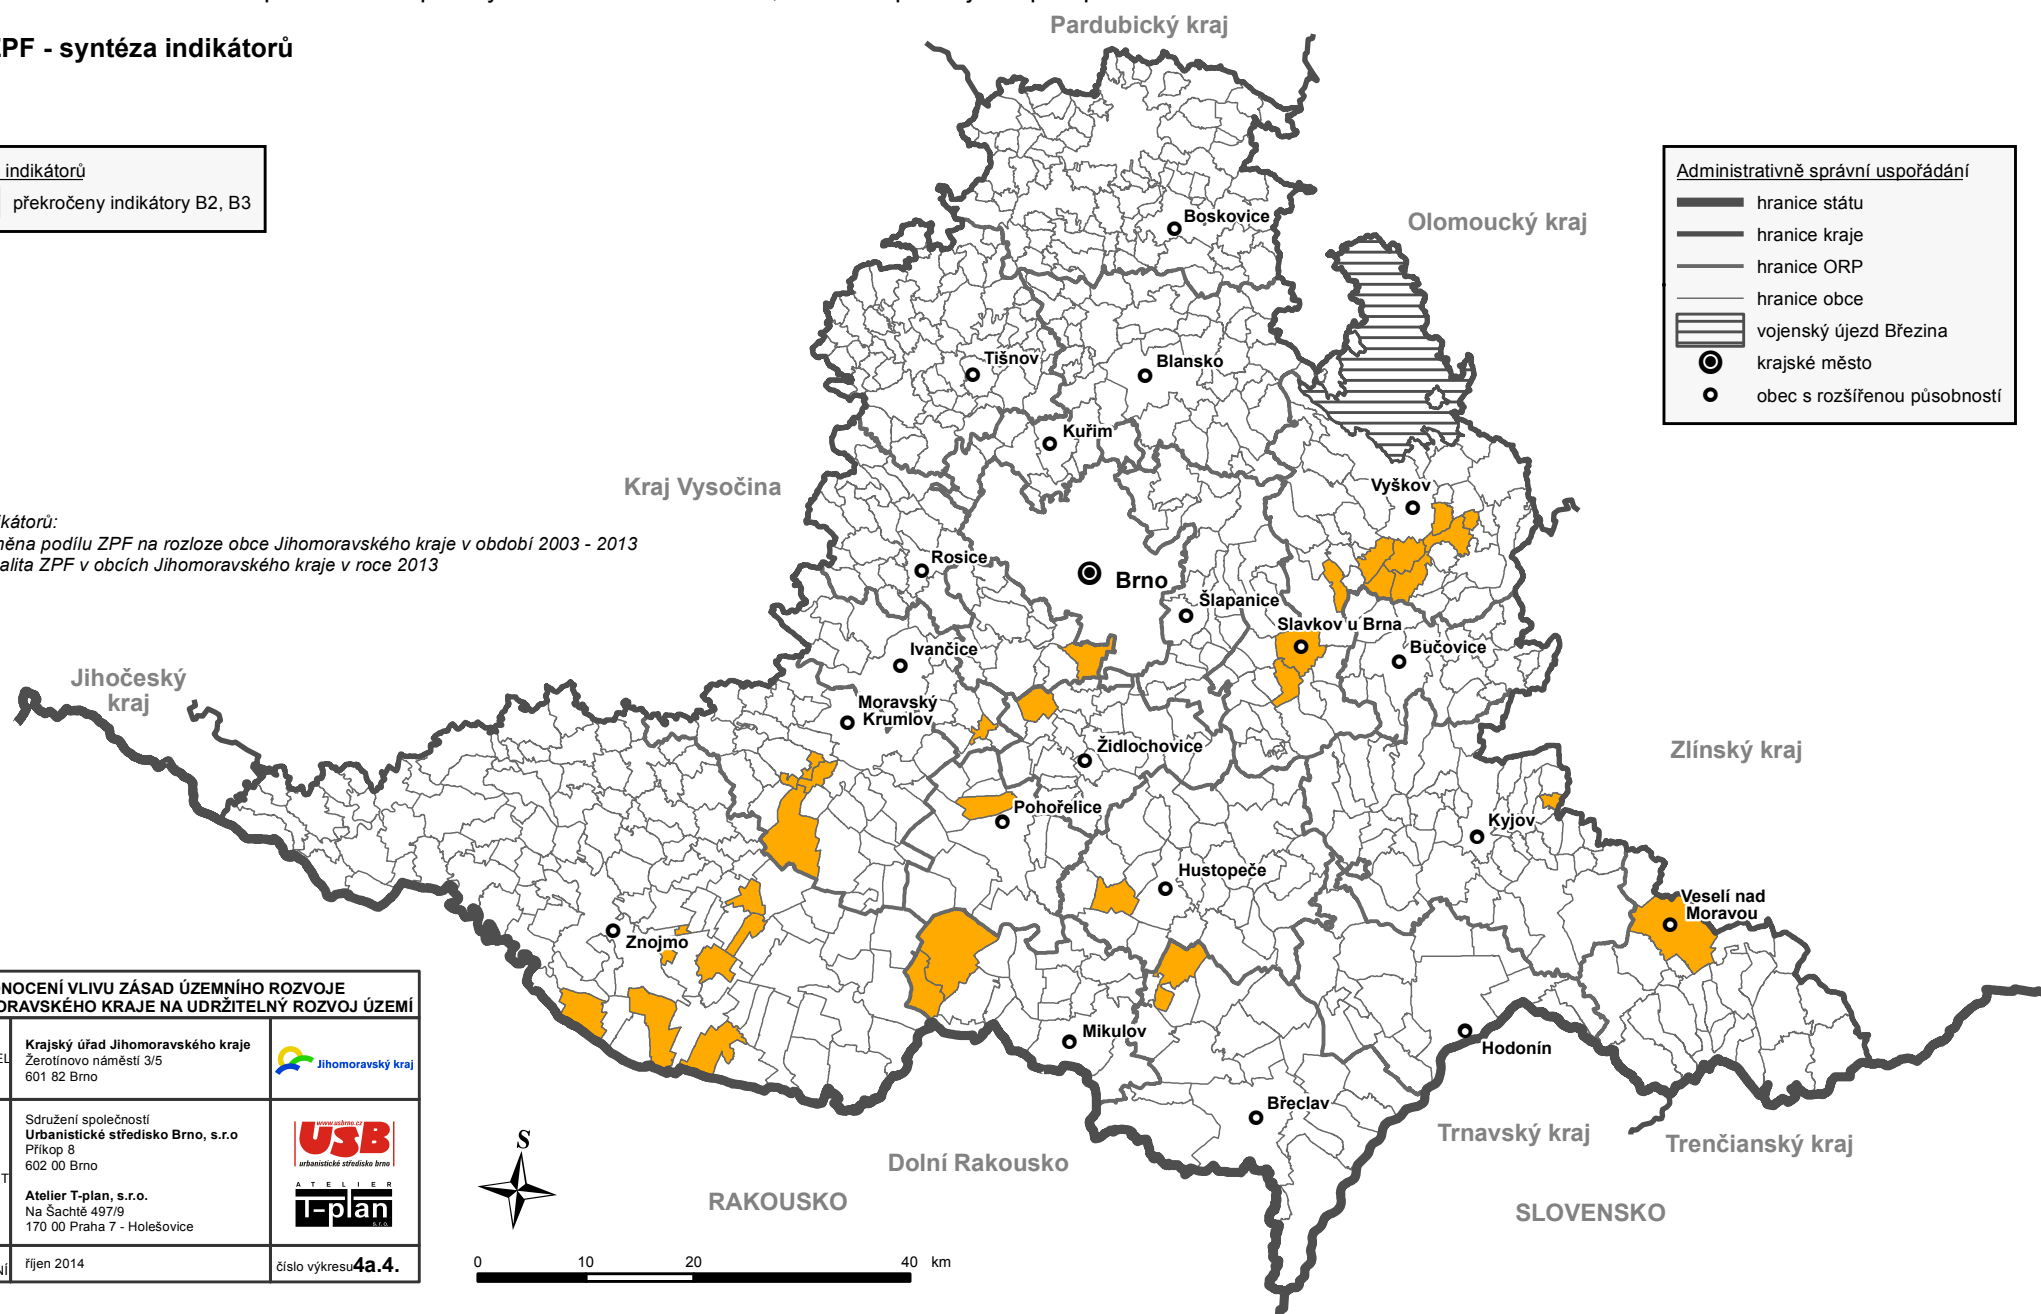 PF - syntéza indikátorů
indikátorů
překročeny indikátory B2, B3
Pardubický kraj
Olomoucký kraj
Kraj Vysočina
Jihočeský
kraj
Zlínský kraj
Trnavský kraj
Trenčianský kraj
Dolní Rakousko
RAKOUSKO
SLOVENSKO
Administrativně správní uspořádání
hranice státu
hranice kraje
hranice ORP
hranice obce
vojenský újezd Březina
krajské město
obec s rozšířenou působností
Boskovice
Tišnov
Blansko
Kuřim
Vyškov
Rosice
Brno
Šlapanice
Slavkov u Brna
Bučovice
Ivančice
Moravský
Krumlov
Židlochovice
Pohořelice
Kyjov
Hustopeče
Veselí nad
Moravou
Znojmo
Mikulov
Hodonín
Břeclav
podílu ZPF na rozloze obce Jihomoravského kraje v období 2003 - 2013
ZPF v obcích Jihomoravského kraje v roce 2013
VLIVU ZÁSAD ÚZEMNÍHO ROZVOJE
KRAJE NA UDRŽITELNÝ ROZVOJ ÚZEMÍ
Krajský úřad Jihomoravského kraje
Žerotínovo náměstí 3/5
601 82 Brno
Jihomoravský kraj
Sdružení společností
Urbanistické středisko Brno, s.r.o
Příkop 8
602 00 Brno
www.usbrno.cz
USB
urbanistické středisko brno
Atelier T-plan, s.r.o.
Na Šachtě 497/9
170 00 Praha 7 - Holešovice
ATELIER
T-plan
s.r.o.
říjen 2014
číslo výkresu 4a.4.
S
0 10 20 40 km